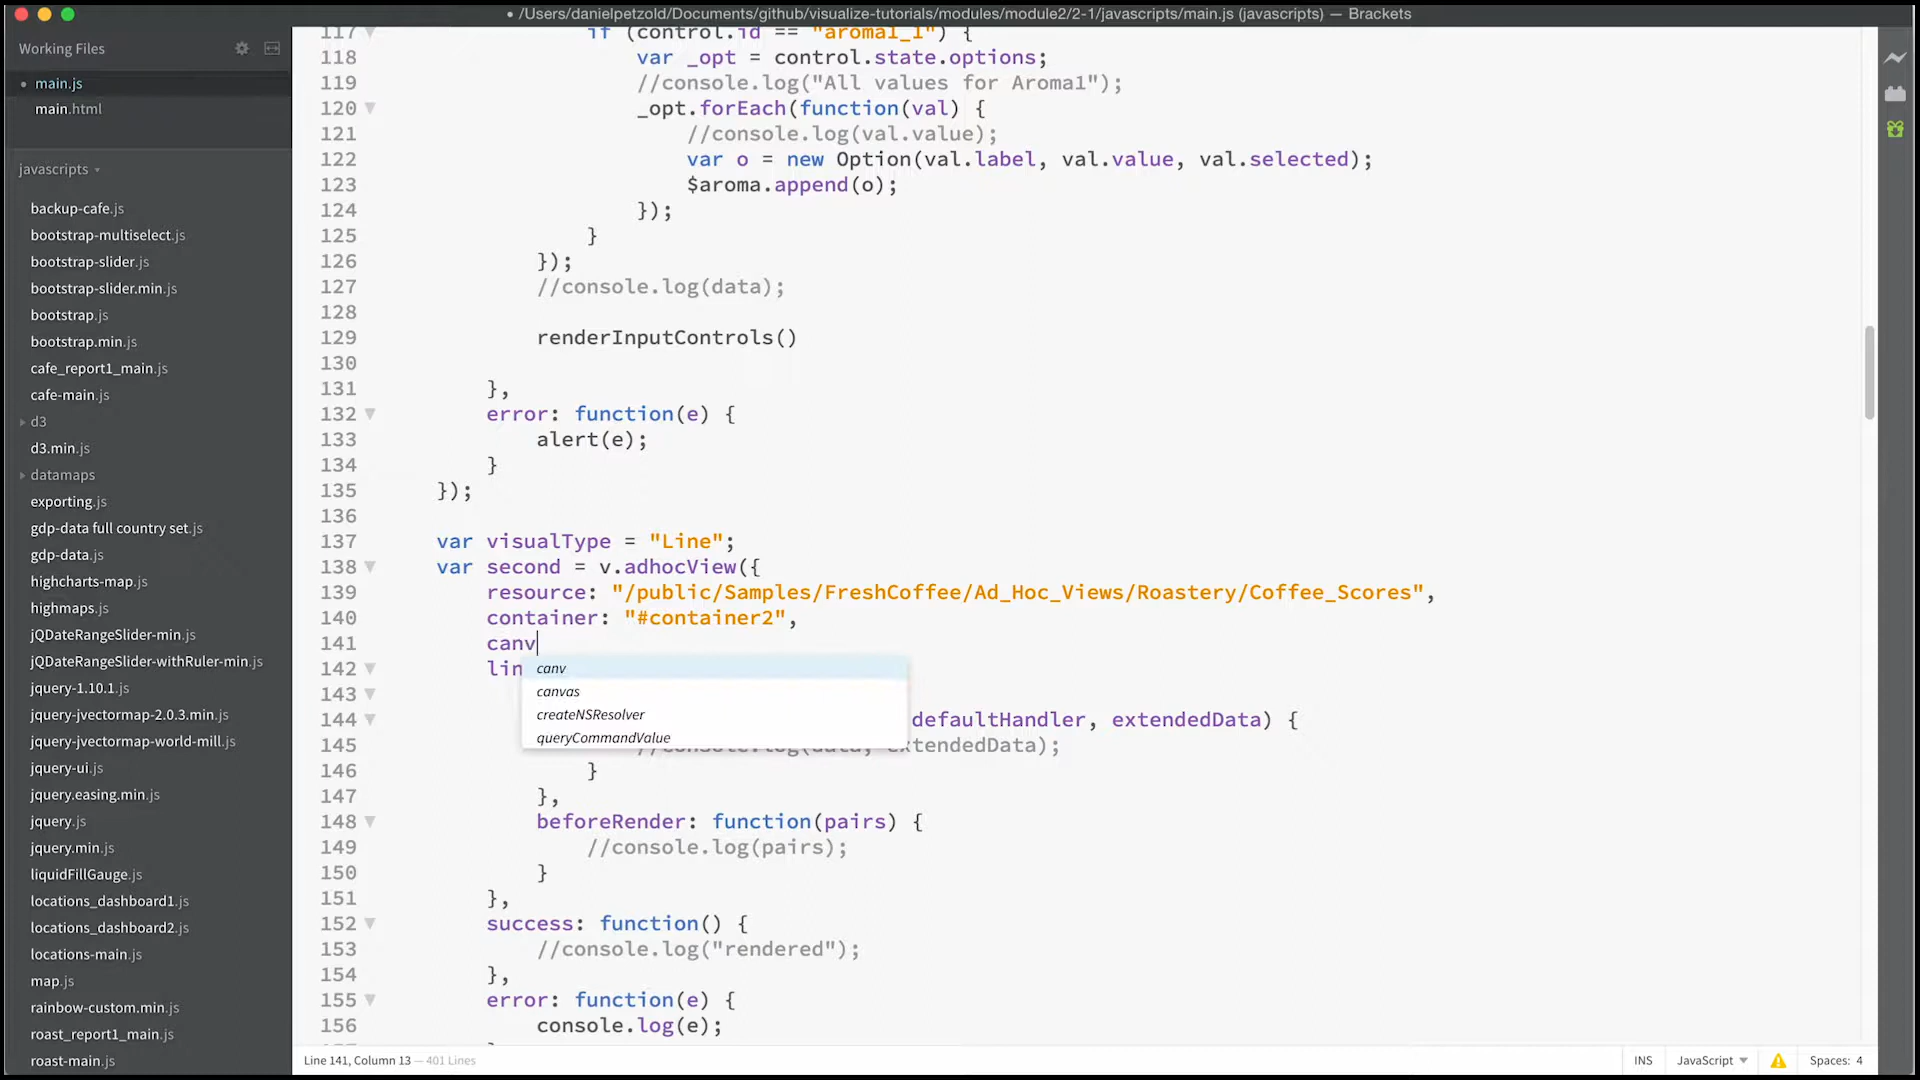 • /Users/danielpetzold/Documents/github/visualize-tutorials/modules/module2/2-1/javascripts/main.js (javascripts) — Brackets
Working Files
• main.js
main.html
javascripts
backup-cafe.js
bootstrap-multiselect.js
bootstrap-slider.js
bootstrap-slider.min.js
bootstrap.js
bootstrap.min.js
cafe_report1_main.js
cafe-main.js
d3
d3.min.js
datamaps
exporting.js
gdp-data full country set.js
gdp-data.js
highcharts-map.js
highmaps.js
jQDateRangeSlider-min.js
jQDateRangeSlider-withRuler-min.js
jquery-1.10.1.js
jquery-jvectormap-2.0.3.min.js
jquery-jvectormap-world-mill.js
jquery-ui.js
jquery.easing.min.js
jquery.js
jquery.min.js
liquidFillGauge.js
locations_dashboard1.js
locations_dashboard2.js
locations-main.js
map.js
rainbow-custom.min.js
roast_report1_main.js
roast-main.js
117 if (control.id == "aroma1_1") {
118 var _opt = control.state.options;
119 //console.log("All values for Aroma1");
120 _opt.forEach(function(val) {
121 //console.log(val.value);
122 var o = new Option(val.label, val.value, val.selected);
123 $aroma.append(o);
124 });
125 }
126 });
127 //console.log(data);
128
129 renderInputControls()
130
131 },
132 error: function(e) {
133 alert(e);
134 }
135 });
136
137 var visualType = "Line";
138 var second = v.adhocView({
139 resource: "/public/Samples/FreshCoffee/Ad_Hoc_Views/Roastery/Coffee_Scores",
140 container: "#container2",
141 canv
142 lin
canv
canvas
createNSResolver
queryCommandValue
143
144 defaultHandler, extendedData) {
145 //console.log(data, extendedData);
146 }
147 },
148 beforeRender: function(pairs) {
149 //console.log(pairs);
150 }
151 },
152 success: function() {
153 //console.log("rendered");
154 },
155 error: function(e) {
156 console.log(e);
Line 141, Column 13 — 401 Lines
INS JavaScript Spaces: 4